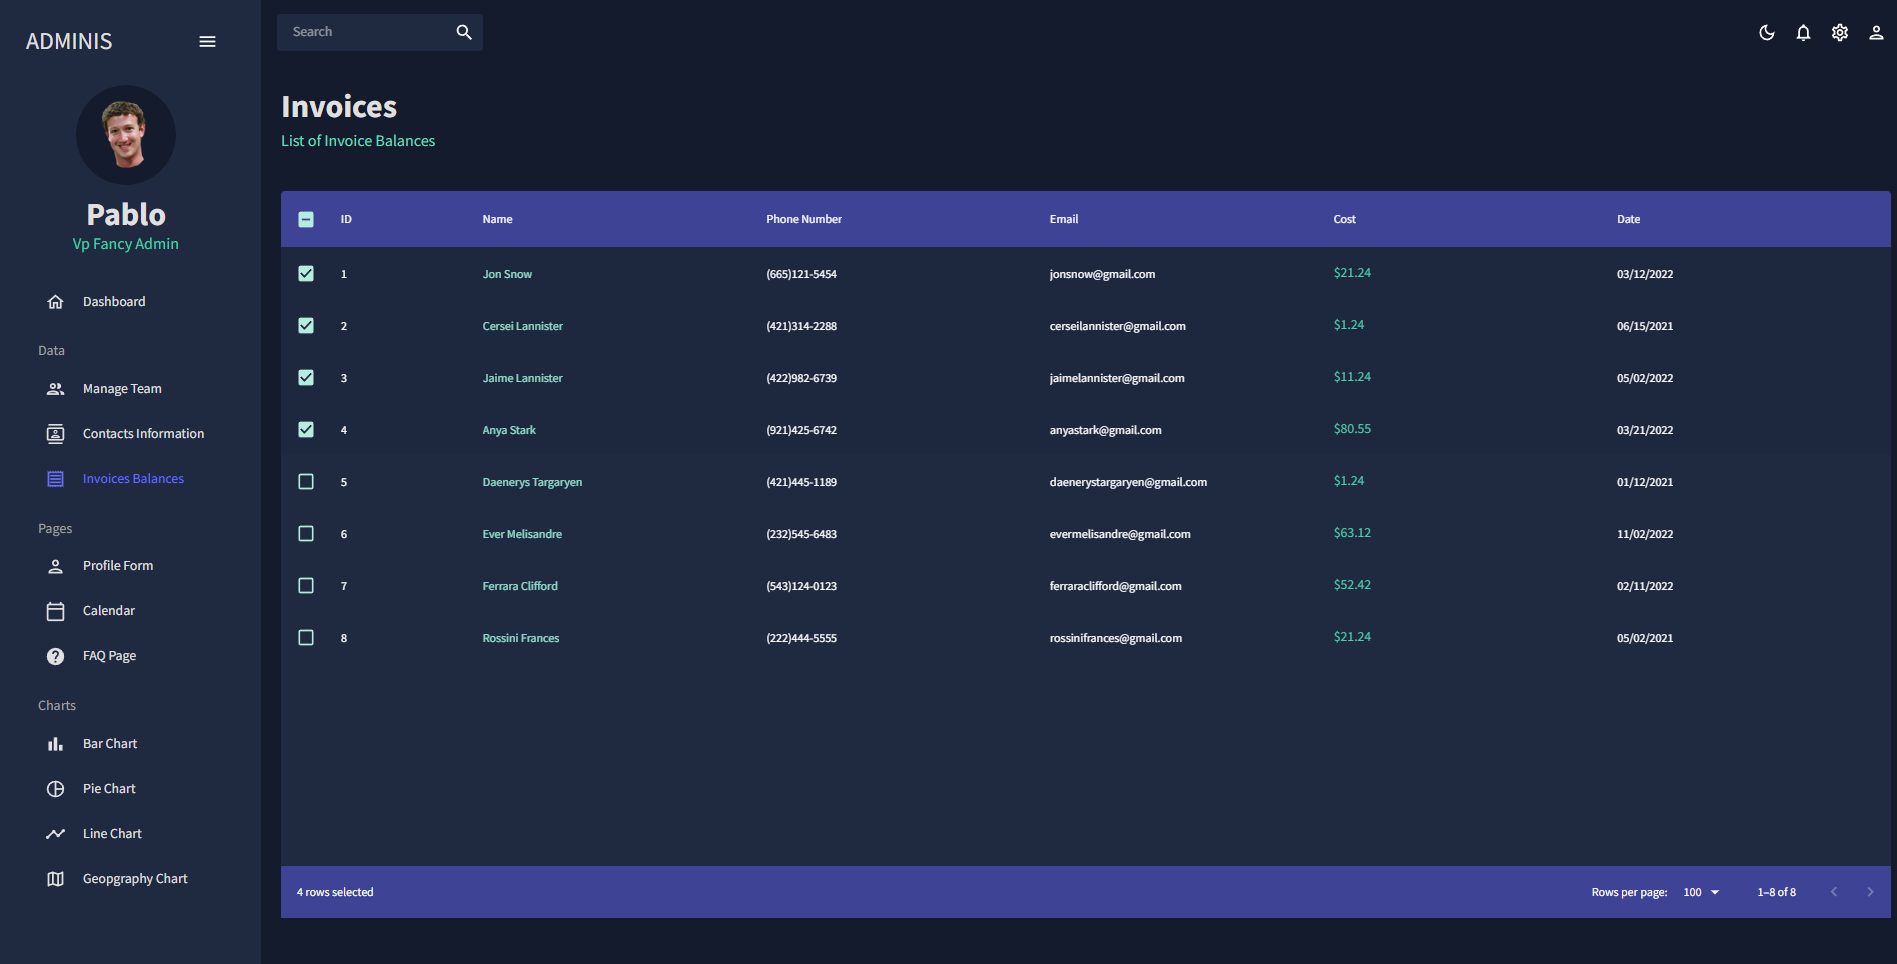 ADMINIS
Search
Pablo
Vp Fancy Admin
Dashboard
Data
Manage Team
Contacts Information
Invoices Balances
Pages
Profile Form
Calendar
FAQ Page
Charts
Bar Chart
Pie Chart
Line Chart
Geopgraphy Chart
Invoices
List of Invoice Balances
ID Name Phone Number Email Cost Date
1 Jon Snow (665)121-5454 jonsnow@gmail.com $21.24 03/12/2022
2 Cersei Lannister (421)314-2288 cerseilannister@gmail.com $1.24 06/15/2021
3 Jaime Lannister (422)982-6739 jaimelannister@gmail.com $11.24 05/02/2022
4 Anya Stark (921)425-6742 anyastark@gmail.com $80.55 03/21/2022
5 Daenerys Targaryen (421)445-1189 daenerystargaryen@gmail.com $1.24 01/12/2021
6 Ever Melisandre (232)545-6483 evermelisandre@gmail.com $63.12 11/02/2022
7 Ferrara Clifford (543)124-0123 ferraraclifford@gmail.com $52.42 02/11/2022
8 Rossini Frances (222)444-5555 rossinifrances@gmail.com $21.24 05/02/2021
4 rows selected Rows per page: 100 1–8 of 8